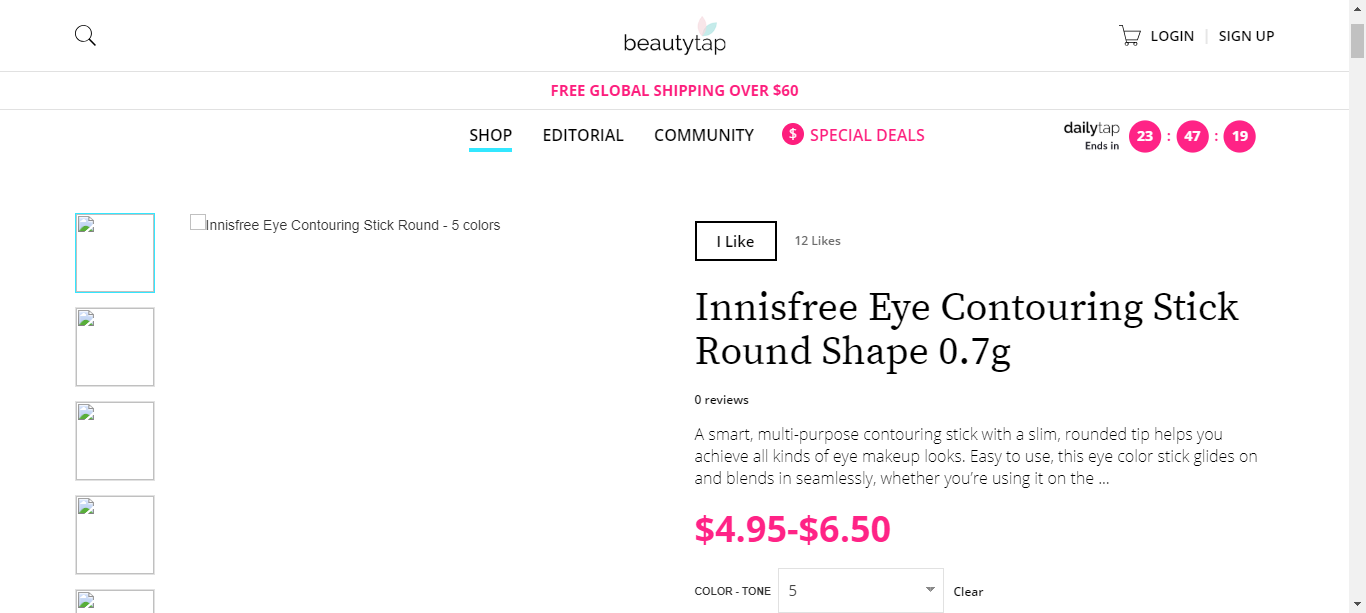 beautytap
LOGIN
SIGN UP
FREE GLOBAL SHIPPING OVER $60
SHOP
EDITORIAL
COMMUNITY
$ SPECIAL DEALS
dailytap
Ends in
23 : 47 : 19
Innisfree Eye Contouring Stick Round - 5 colors
I Like
12 Likes
Innisfree Eye Contouring Stick
Round Shape 0.7g
0 reviews
A smart, multi-purpose contouring stick with a slim, rounded tip helps you
achieve all kinds of eye makeup looks. Easy to use, this eye color stick glides on
and blends in seamlessly, whether you’re using it on the ...
$4.95-$6.50
COLOR - TONE
5
Clear